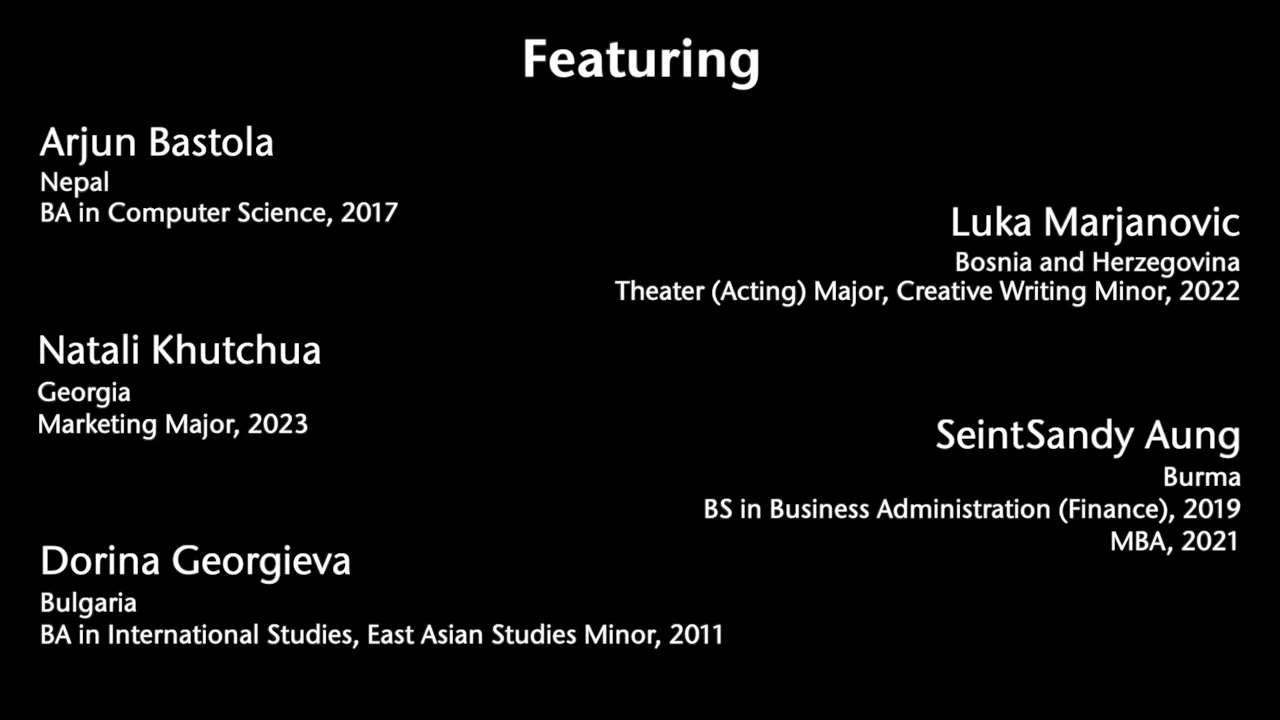 Featuring
Arjun Bastola
Nepal
BA in Computer Science, 2017
Luka Marjanovic
Bosnia and Herzegovina
Theater (Acting) Major, Creative Writing Minor, 2022
Natali Khutchua
Georgia
Marketing Major, 2023
SeintSandy Aung
Burma
BS in Business Administration (Finance), 2019
MBA, 2021
Dorina Georgieva
Bulgaria
BA in International Studies, East Asian Studies Minor, 2011